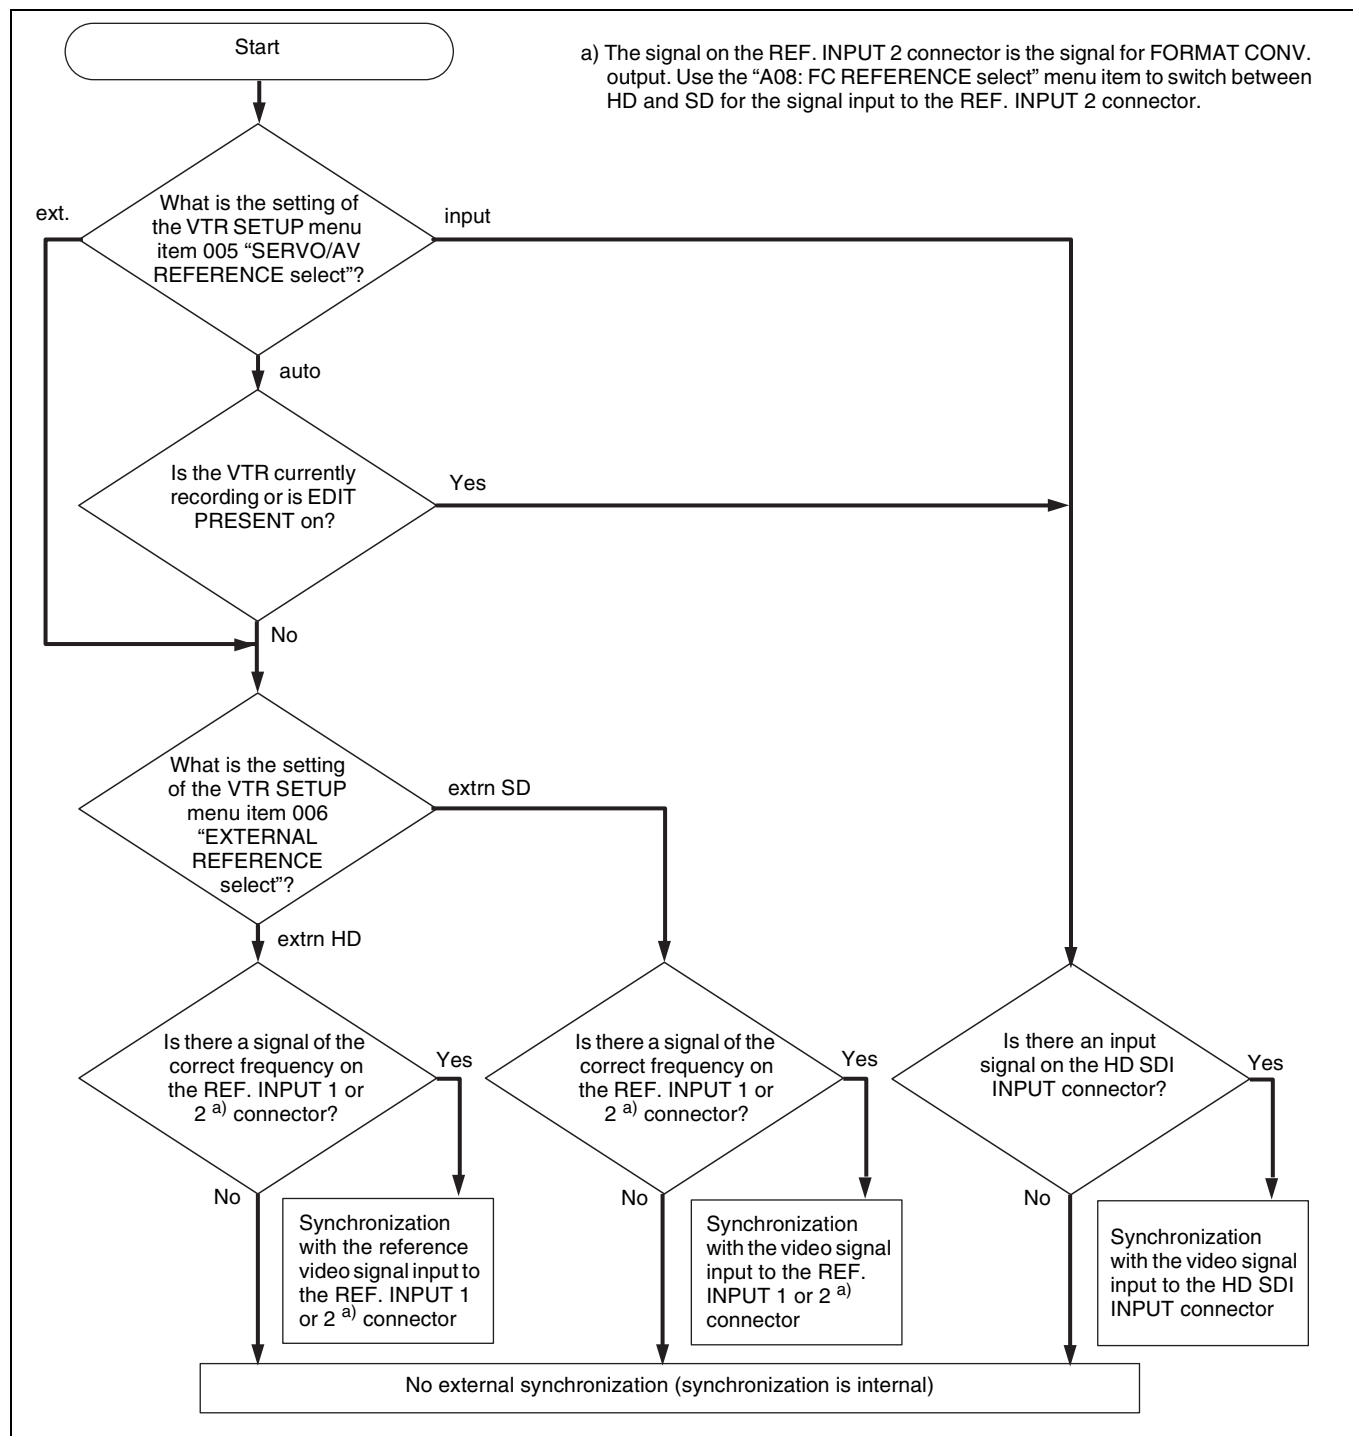 Start
a) The signal on the REF. INPUT 2 connector is the signal for FORMAT CONV.
output. Use the “A08: FC REFERENCE select” menu item to switch between
HD and SD for the signal input to the REF. INPUT 2 connector.
What is the setting of
the VTR SETUP menu
item 005 “SERVO/AV
REFERENCE select”?
ext.
input
auto
Is the VTR currently
recording or is EDIT
PRESENT on?
Yes
No
What is the setting
of the VTR SETUP
menu item 006
“EXTERNAL
REFERENCE
select”?
extrn SD
extrn HD
Is there a signal of the
correct frequency on
the REF. INPUT 1 or
2 a) connector?
Yes
No
Is there a signal of the
correct frequency on
the REF. INPUT 1 or
2 a) connector?
Yes
No
Is there an input
signal on the HD SDI
INPUT connector?
Yes
No
Synchronization
with the reference
video signal input to
the REF. INPUT 1
or 2 a) connector
Synchronization
with the video signal
input to the REF.
INPUT 1 or 2 a)
connector
Synchronization
with the video signal
input to the HD SDI
INPUT connector
No external synchronization (synchronization is internal)